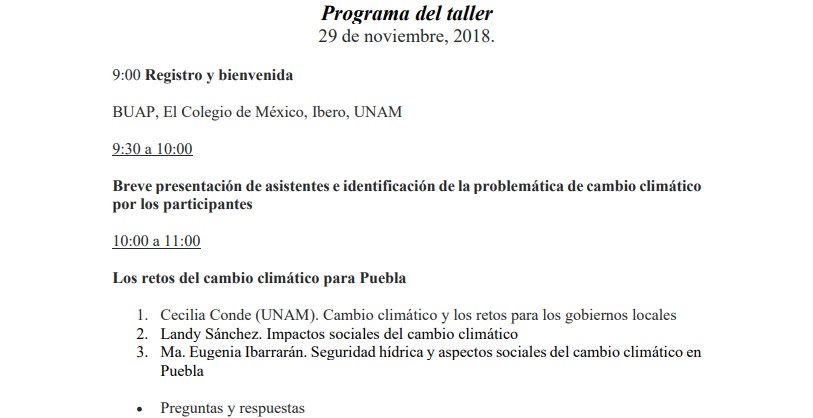 Programa del taller
29 de noviembre, 2018.
9:00 Registro y bienvenida
BUAP, El Colegio de México, Ibero, UNAM
9:30 a 10:00
Breve presentación de asistentes e identificación de la problemática de cambio climático
por los participantes
10:00 a 11:00
Los retos del cambio climático para Puebla
1. Cecilia Conde (UNAM). Cambio climático y los retos para los gobiernos locales
2. Landy Sánchez. Impactos sociales del cambio climático
3. Ma. Eugenia Ibarrarán. Seguridad hídrica y aspectos sociales del cambio climático en
Puebla
• Preguntas y respuestas